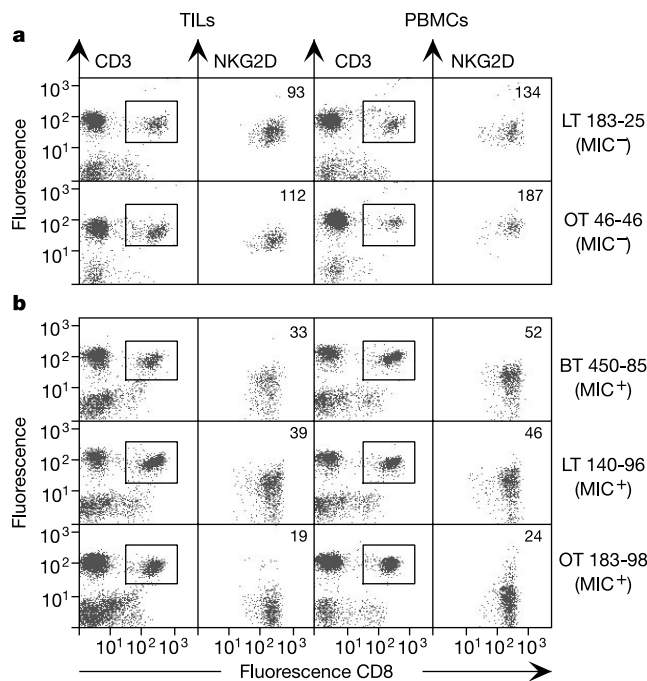 TILs PBMCs
a
CD3 NKG2D CD3 NKG2D
10³ 93 134
10² LT 183-25
10¹ (MIC⁻)
Fluorescence
10³ 112 187
10² OT 46-46
10¹ (MIC⁻)
b
10³ 33 52
10² BT 450-85
10¹ (MIC⁺)
10³ 39 46
10² LT 140-96
10¹ (MIC⁺)
Fluorescence
10³ 19 24
10² OT 183-98
10¹ (MIC⁺)
10¹ 10² 10³ 10¹ 10² 10³ 10¹ 10² 10³ 10¹ 10² 10³
Fluorescence CD8